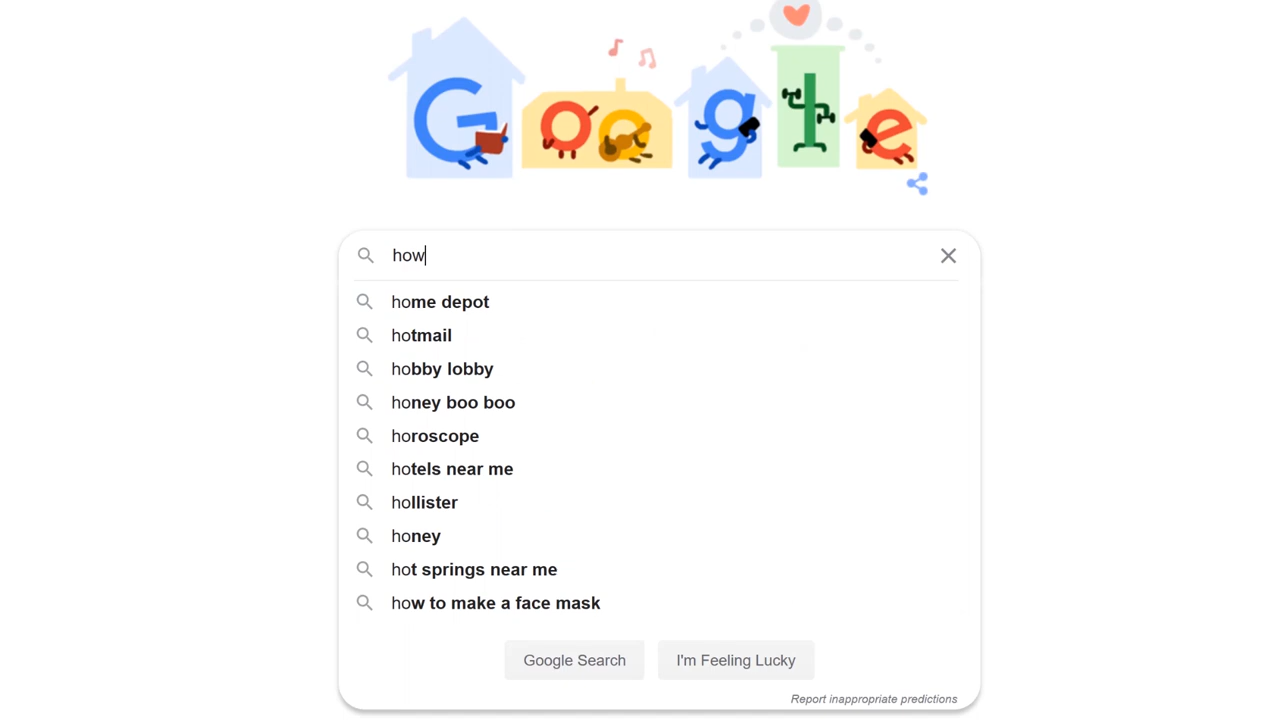 Google
how
home depot
hotmail
hobby lobby
honey boo boo
horoscope
hotels near me
hollister
honey
hot springs near me
how to make a face mask
Google Search
I'm Feeling Lucky
Report inappropriate predictions